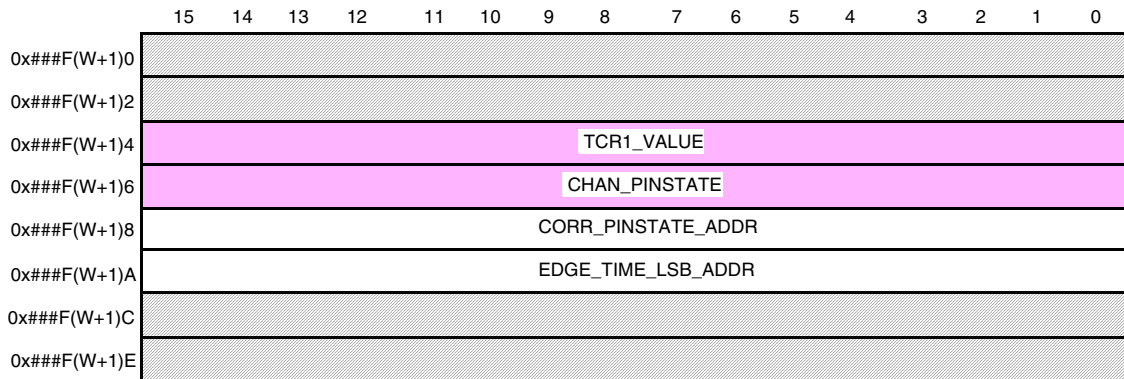 15 14 13 12 11 10 9 8 7 6 5 4 3 2 1 0
0x###F(W+1)0
0x###F(W+1)2
0x###F(W+1)4 TCR1_VALUE
0x###F(W+1)6 CHAN_PINSTATE
0x###F(W+1)8 CORR_PINSTATE_ADDR
0x###F(W+1)A EDGE_TIME_LSB_ADDR
0x###F(W+1)C
0x###F(W+1)E